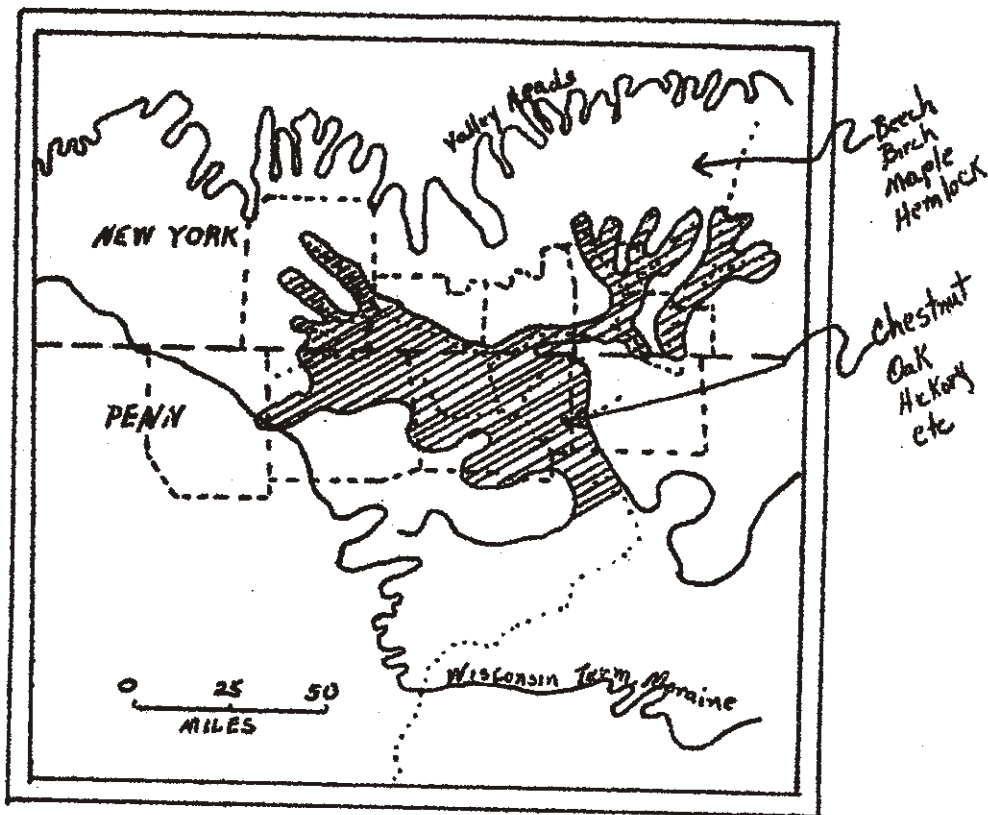 Valley Heads
Beech
Birch
Maple
Hemlock
NEW YORK
Chestnut
Oak
Hickory
etc
PENN
WISCONSIN Term. Moraine
0 25 50
MILES